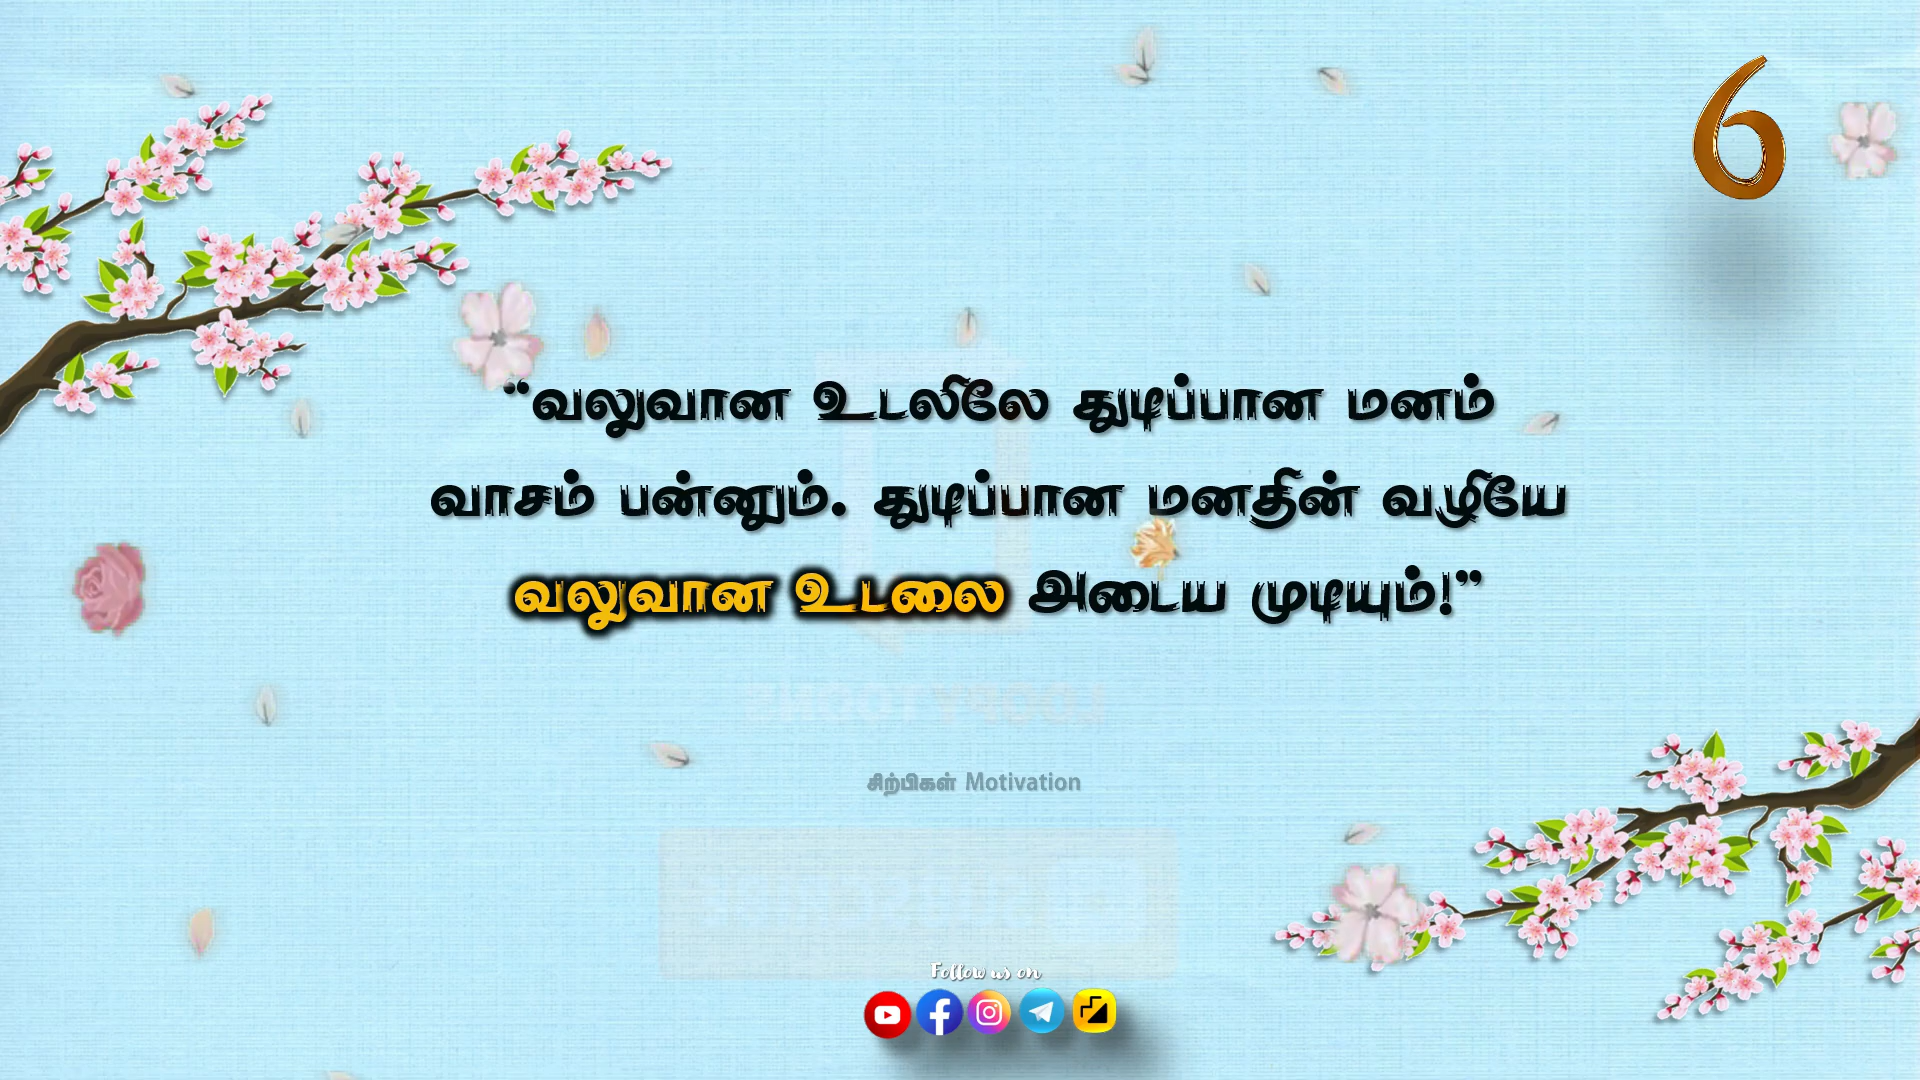 6
“வலுவான உடலிலே துடிப்பான மனம்
வாசம் பன்னும். துடிப்பான மனதின் வழியே
வலுவான உடலை அடைய முடியும்!”
சிற்பிகள் Motivation
Follow us on